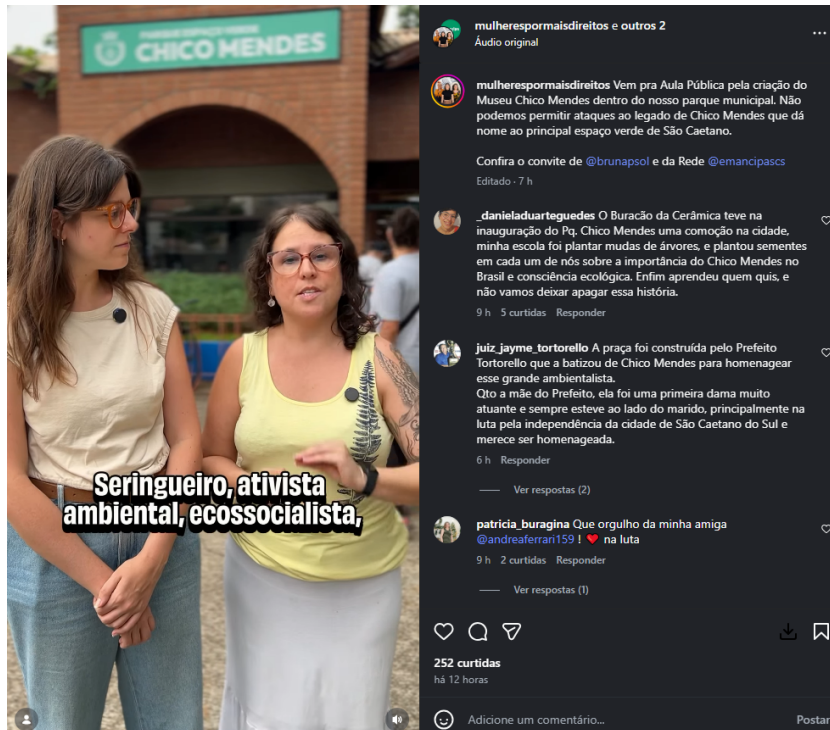 PARQUE ESPAÇO VERDE
CHICO MENDES
Seringueiro, ativista
ambiental, ecossocialista,
mulherespormaisdireitos e outros 2
Áudio original
mulherespormaisdireitos Vem pra Aula Pública pela criação do
Museu Chico Mendes dentro do nosso parque municipal. Não
podemos permitir ataques ao legado de Chico Mendes que dá
nome ao principal espaço verde de São Caetano.
Confira o convite de @brunapsol e da Rede @emancipascs
Editado · 7 h
_danieladuarteguedes O Buracão da Cerâmica teve na
inauguração do Pq. Chico Mendes uma comoção na cidade,
minha escola foi plantar mudas de árvores, e plantou sementes
em cada um de nós sobre a importância do Chico Mendes no
Brasil e consciência ecológica. Enfim aprendeu quem quis, e
não vamos deixar apagar essa história.
9 h 5 curtidas Responder
juiz_jayme_tortorello A praça foi construída pelo Prefeito
Tortorello que a batizou de Chico Mendes para homenagear
esse grande ambientalista.
Qto a mãe do Prefeito, ela foi uma primeira dama muito
atuante e sempre esteve ao lado do marido, principalmente na
luta pela independência da cidade de São Caetano do Sul e
merece ser homenageada.
6 h Responder
Ver respostas (2)
patricia_buragina Que orgulho da minha amiga
@andreaferrari159 ! ❤️ na luta
9 h 2 curtidas Responder
Ver respostas (1)
252 curtidas
há 12 horas
Adicione um comentário...
Postar